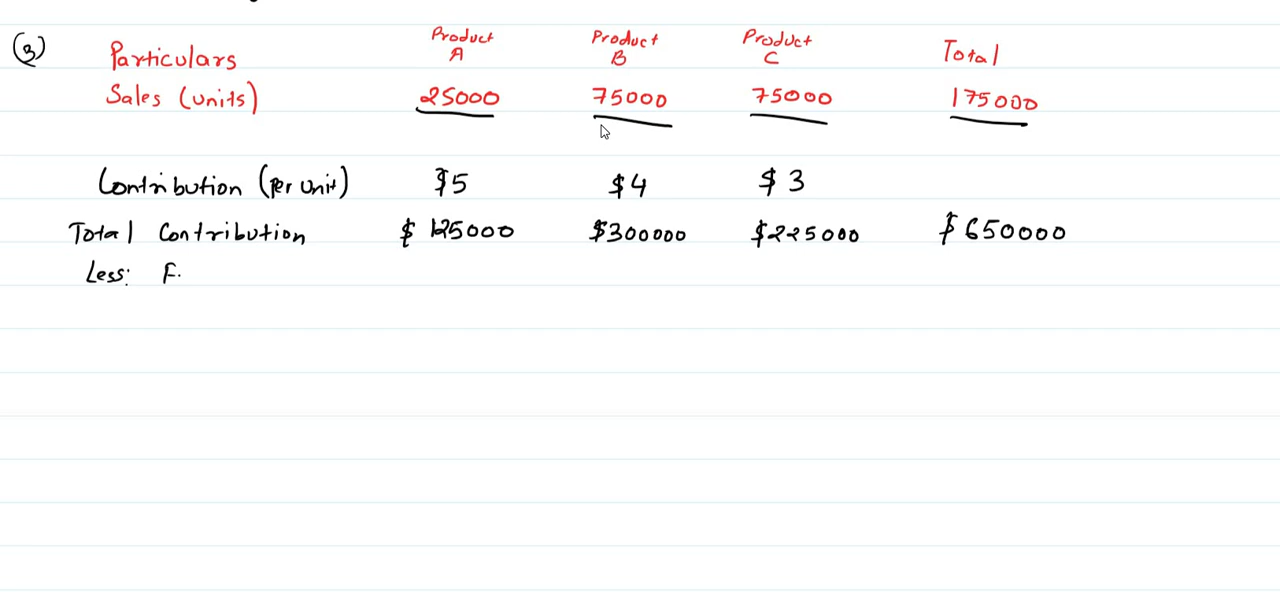 (3) Particulars Product A Product B Product C Total
Sales (units) 25000 75000 75000 175000
Contribution (Per Unit) $5 $4 $3
Total Contribution $ 125000 $300000 $225000 $650000
Less: F.